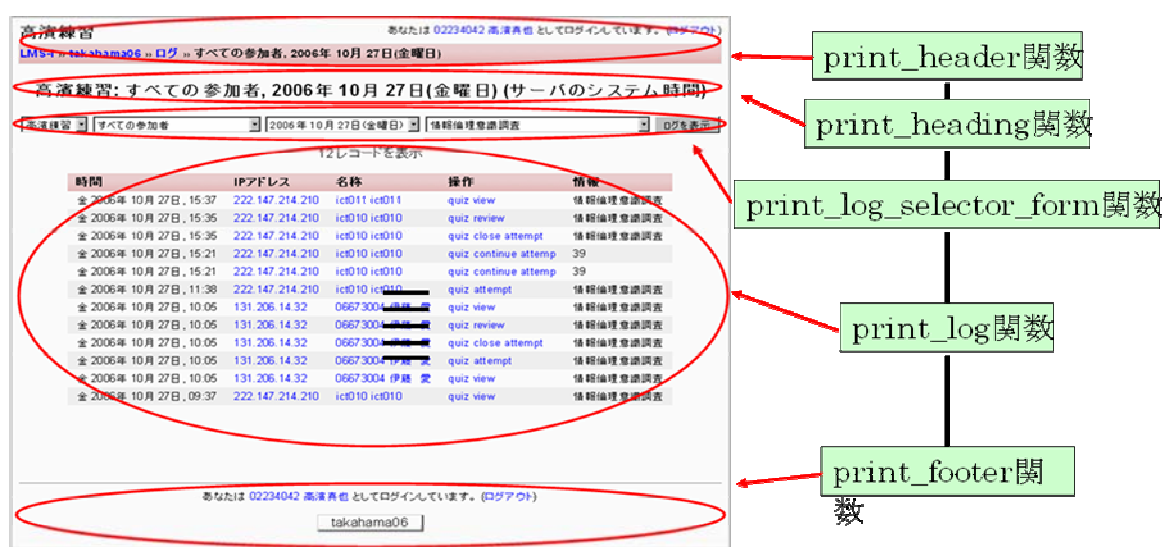 高濱練習
あなたは 02234042 高濱真也 としてログインしています。(ログアウト)
LMS-I » takahama06 » ログ » すべての参加者, 2006年 10月 27日(金曜日)
高濱練習: すべての参加者, 2006年 10月 27日(金曜日) (サーバのシステム時間)
高濱練習 すべての参加者 2006年 10月 27日(金曜日) 情報倫理意識調査 ログを表示
12レコードを表示
時間 IPアドレス 名称 操作 情報
金 2006年 10月 27日, 15:37 222.147.214.210 ict011 ict011 quiz view 情報倫理意識調査
金 2006年 10月 27日, 15:35 222.147.214.210 ict010 ict010 quiz review 情報倫理意識調査
金 2006年 10月 27日, 15:35 222.147.214.210 ict010 ict010 quiz close attempt 情報倫理意識調査
金 2006年 10月 27日, 15:21 222.147.214.210 ict010 ict010 quiz continue attemp 39
金 2006年 10月 27日, 15:21 222.147.214.210 ict010 ict010 quiz continue attemp 39
金 2006年 10月 27日, 11:38 222.147.214.210 ict010 ict010 quiz attempt 情報倫理意識調査
金 2006年 10月 27日, 10:05 131.206.14.32 06673004 quiz view 情報倫理意識調査
金 2006年 10月 27日, 10:05 131.206.14.32 06673004 quiz review 情報倫理意識調査
金 2006年 10月 27日, 10:05 131.206.14.32 06673004 quiz close attempt 情報倫理意識調査
金 2006年 10月 27日, 10:05 131.206.14.32 06673004 quiz attempt 情報倫理意識調査
金 2006年 10月 27日, 10:05 131.206.14.32 06673004 伊藤 愛 quiz view 情報倫理意識調査
金 2006年 10月 27日, 09:37 222.147.214.210 ict010 ict010 quiz view 情報倫理意識調査
あなたは 02234042 高濱真也 としてログインしています。(ログアウト)
takahama06
print_header関数
print_heading関数
print_log_selector_form関数
print_log関数
print_footer関
数